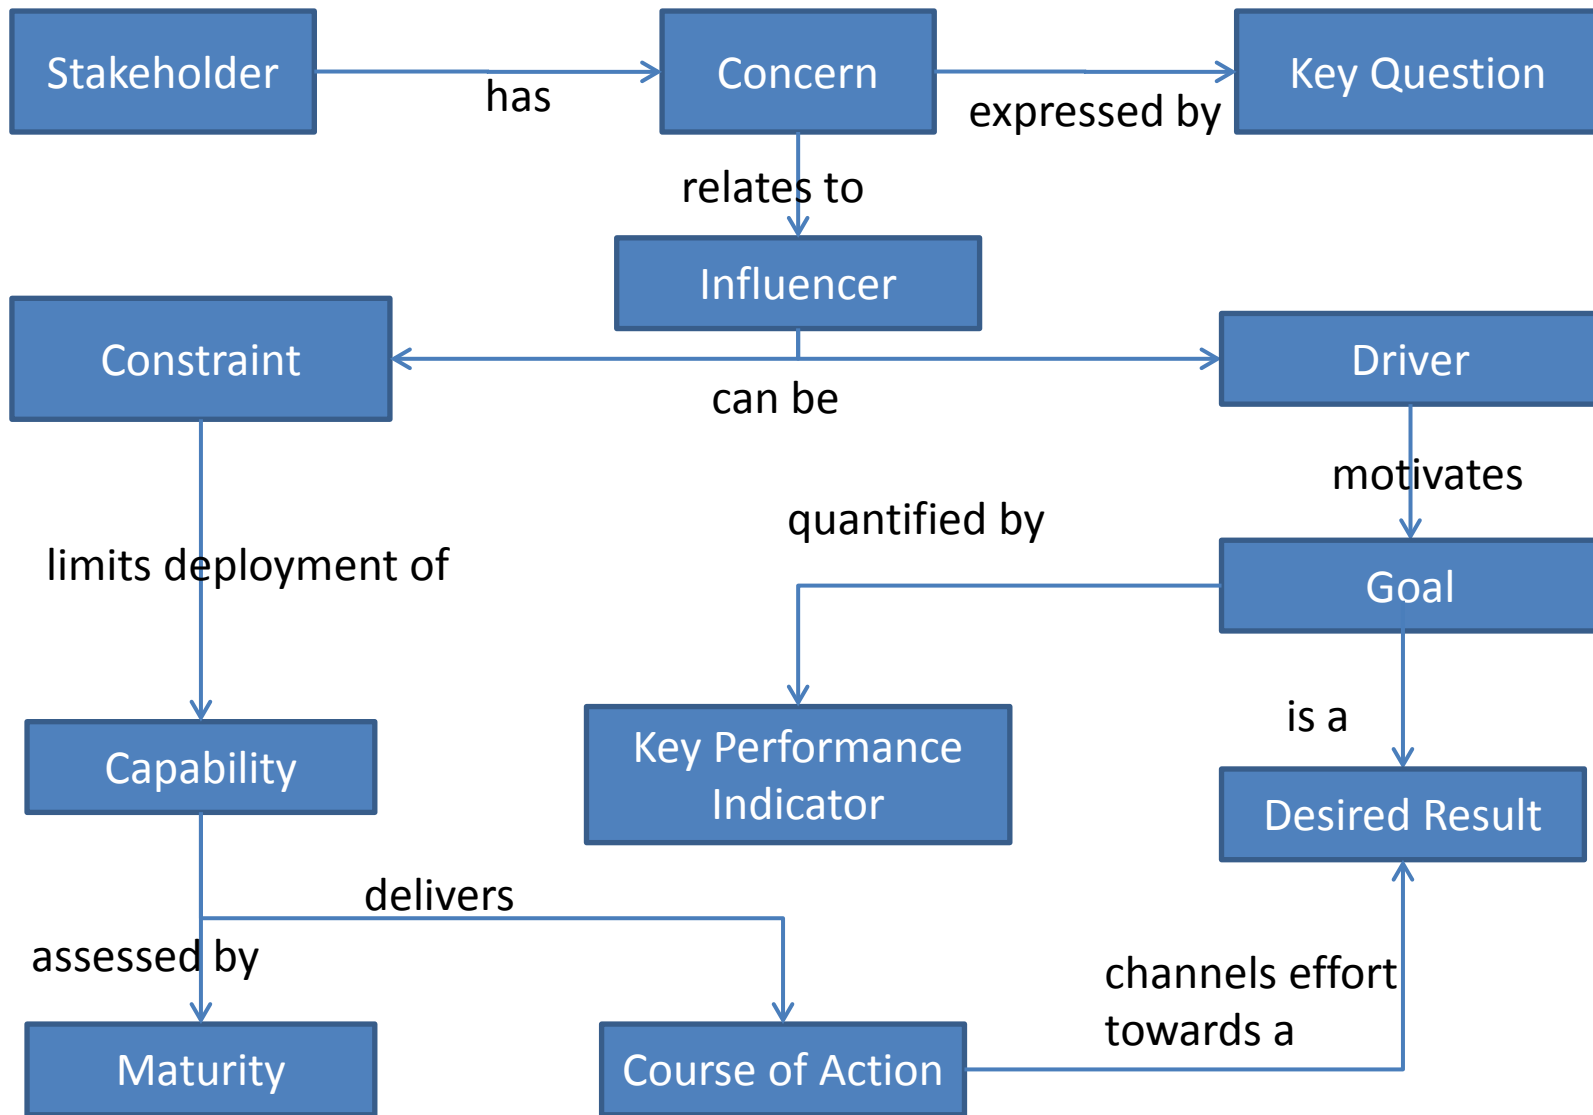 Stakeholder
has
Concern
expressed by
Key Question
relates to
Influencer
Constraint
can be
Driver
motivates
quantified by
limits deployment of
Goal
is a
Capability
Key Performance
Indicator
Desired Result
delivers
assessed by
channels effort
towards a
Maturity
Course of Action